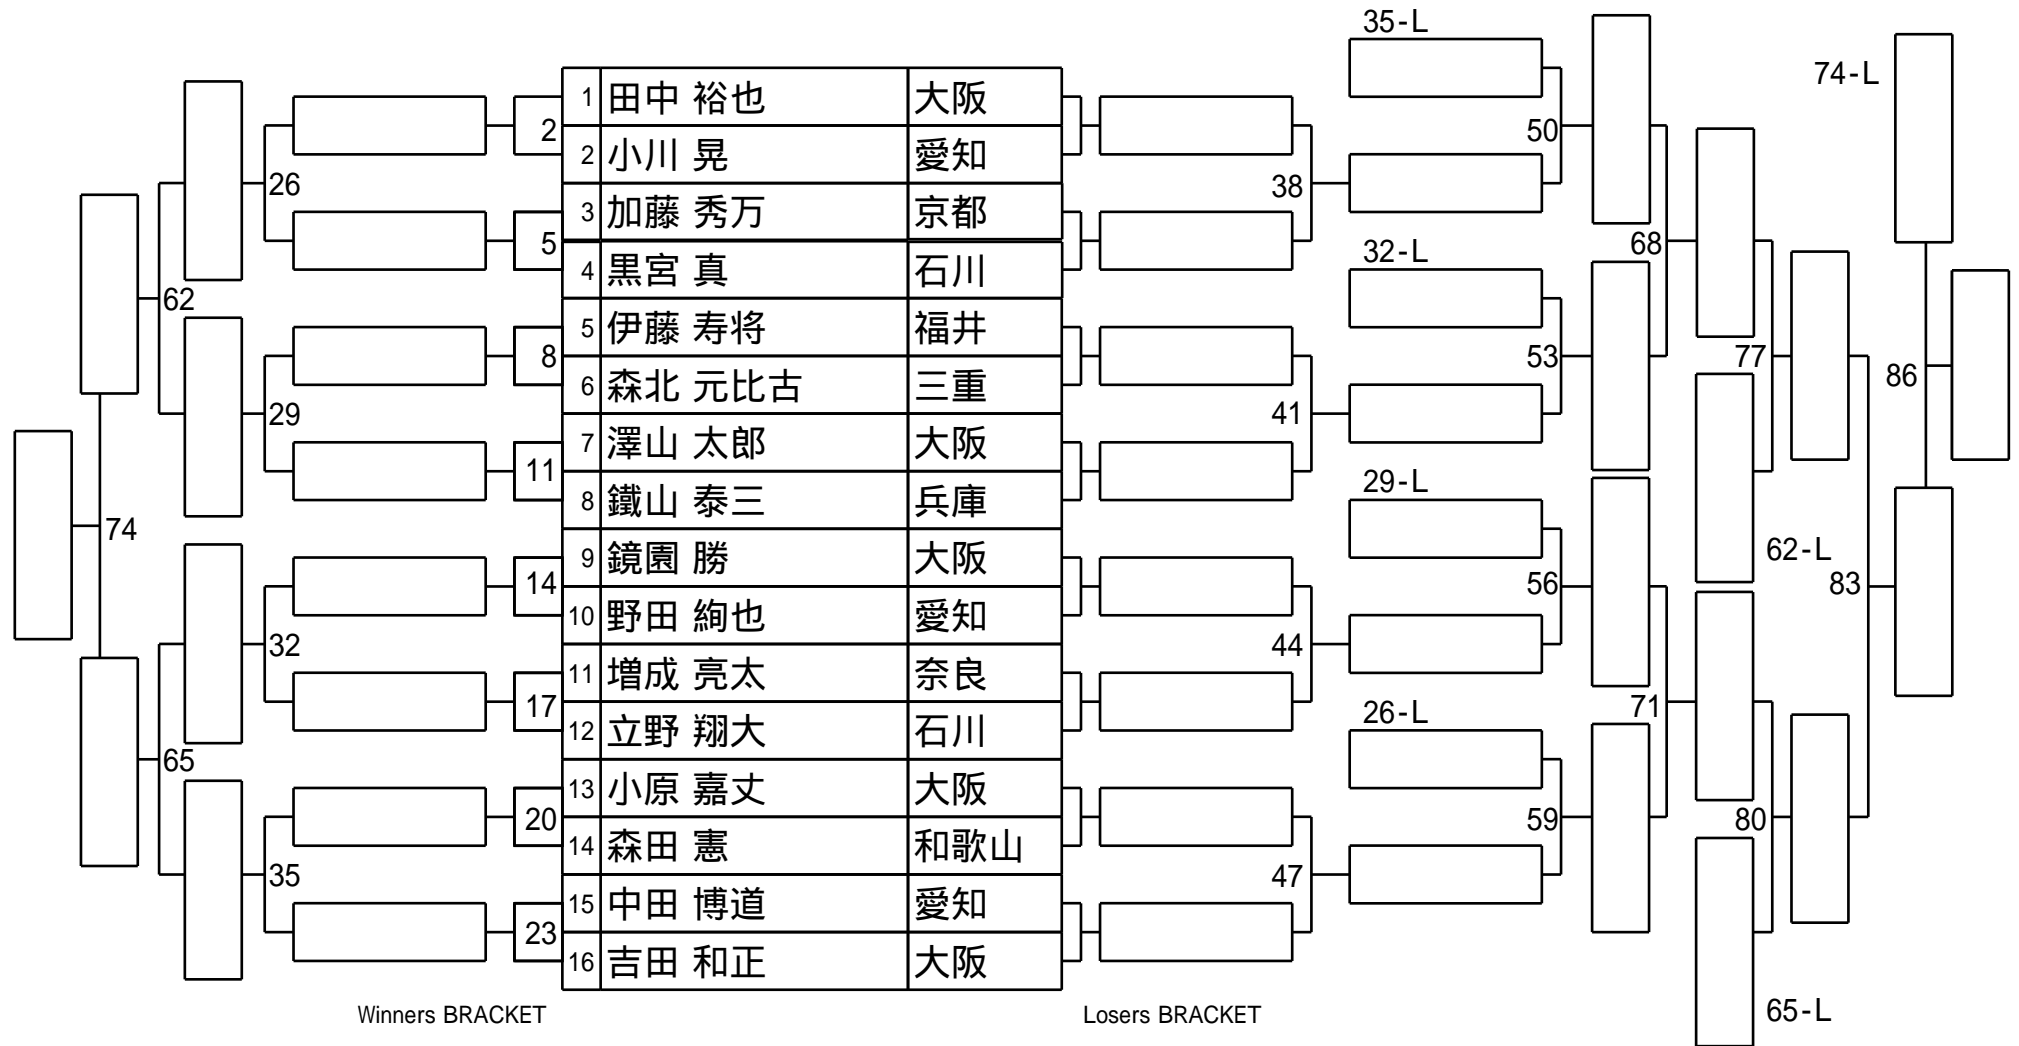 35-L
74-L
1 田中 裕也 大阪
2
50
2 小川 晃 愛知
26
38
3 加藤 秀万 京都
5
68
32-L
4 黒宮 真 石川
62
5 伊藤 寿将 福井
8
53
77
86
6 森北 元比古 三重
29
41
7 澤山 太郎 大阪
11
29-L
8 鐵山 泰三 兵庫
74
9 鏡園 勝 大阪
62-L
14
56
83
10 野田 絢也 愛知
32
44
11 増成 亮太 奈良
17
71
26-L
12 立野 翔大 石川
65
13 小原 嘉丈 大阪
20
59
80
14 森田 憲 和歌山
35
47
15 中田 博道 愛知
23
16 吉田 和正 大阪
Winners BRACKET
Losers BRACKET
65-L